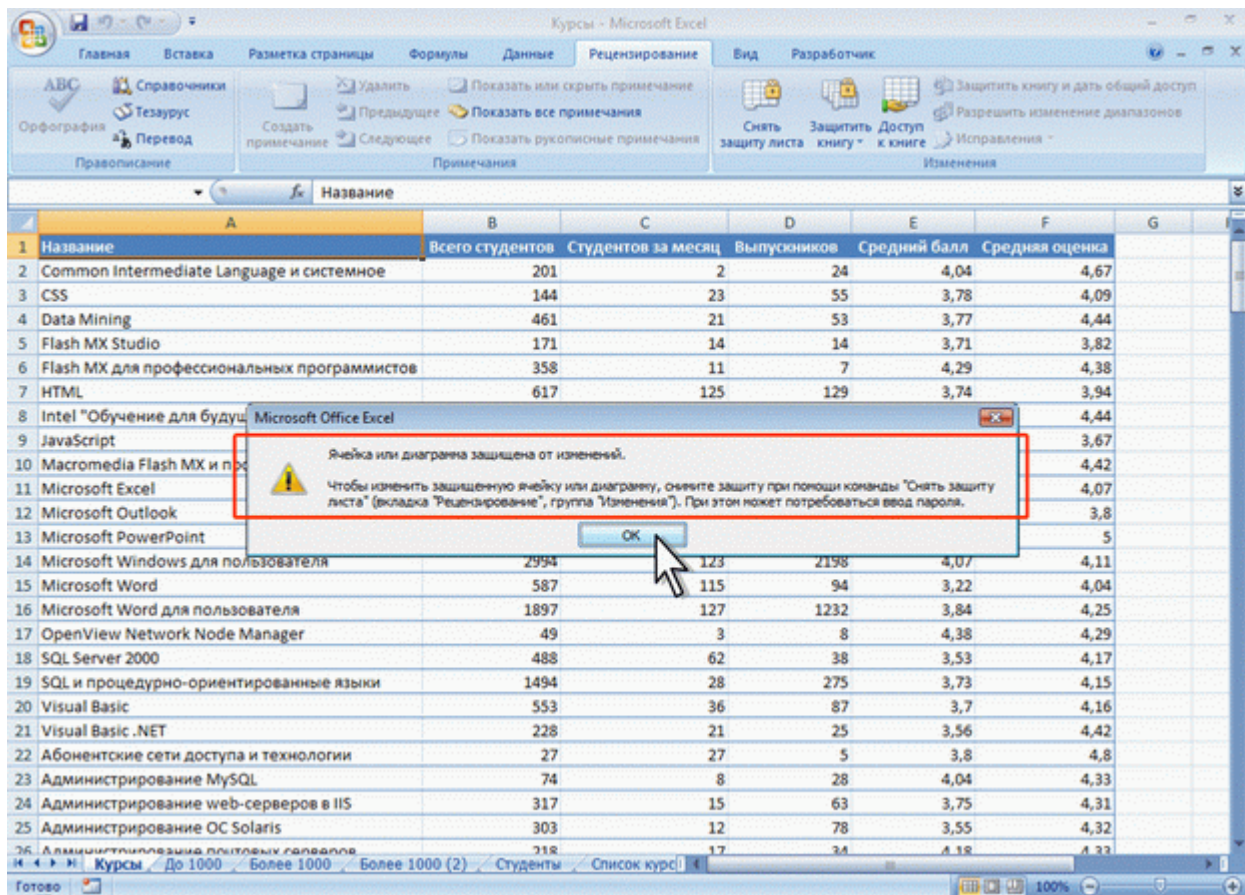 Курсы - Microsoft Excel
Главная Вставка Разметка страницы Формулы Данные Рецензирование Вид Разработчик
ABC Справочники Удалить Показать или скрыть примечание Защитить книгу и дать общий доступ
Тезаурус Предыдущее Показать все примечания Разрешить изменение диапазонов
Орфография Перевод Создать примечание Следующее Показать рукописные примечания Снять защиту листа Защитить книгу Доступ к книге Исправления
Правописание Примечания Изменения
fx Название
A B C D E F G
1 Название Всего студентов Студентов за месяц Выпускников Средний балл Средняя оценка
2 Common Intermediate Language и системное 201 2 24 4,04 4,67
3 CSS 144 23 55 3,78 4,09
4 Data Mining 461 21 53 3,77 4,44
5 Flash MX Studio 171 14 14 3,71 3,82
6 Flash MX для профессиональных программистов 358 11 7 4,29 4,38
7 HTML 617 125 129 3,74 3,94
8 Intel "Обучение для будущ 4,44
9 JavaScript 3,67
10 Macromedia Flash MX и 4,42
11 Microsoft Excel 4,07
12 Microsoft Outlook 3,8
13 Microsoft PowerPoint 5
Microsoft Office Excel
Ячейка или диаграмма защищена от изменений.
Чтобы изменить защищенную ячейку или диаграмму, снимите защиту при помощи команды "Снять защиту
листа" (вкладка "Рецензирование", группа "Изменения"). При этом может потребоваться ввод пароля.
OK
14 Microsoft Windows для пользователя 2994 123 2198 4,07 4,11
15 Microsoft Word 587 115 94 3,22 4,04
16 Microsoft Word для пользователя 1897 127 1232 3,84 4,25
17 OpenView Network Node Manager 49 3 8 4,38 4,29
18 SQL Server 2000 488 62 38 3,53 4,17
19 SQL и процедурно-ориентированные языки 1494 28 275 3,73 4,15
20 Visual Basic 553 36 87 3,7 4,16
21 Visual Basic .NET 228 21 25 3,56 4,42
22 Абонентские сети доступа и технологии 27 27 5 3,8 4,8
23 Администрирование MySQL 74 8 28 4,04 4,33
24 Администрирование web-серверов в IIS 317 15 63 3,75 4,31
25 Администрирование ОС Solaris 303 12 78 3,55 4,32
26 Администрирование почтовых серверов 218 17 34 4,18 4,33
Курсы До 1000 Более 1000 Более 1000 (2) Студенты Список курс
Готово 100%